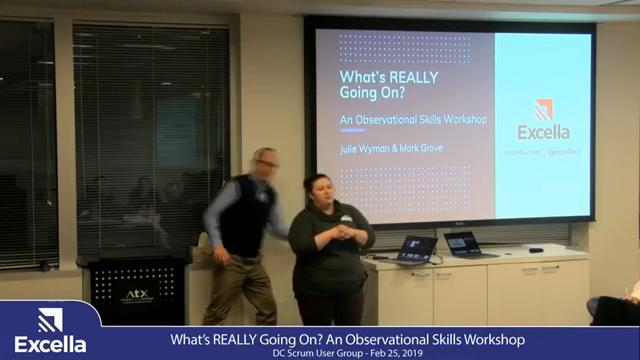 What's REALLY
Going On?
An Observational Skills Workshop
Julie Wyman & Mark Grove
Excella
excella.com | @excellaco
Atx
Excella
What's REALLY Going On? An Observational Skills Workshop
DC Scrum User Group - Feb 25, 2019